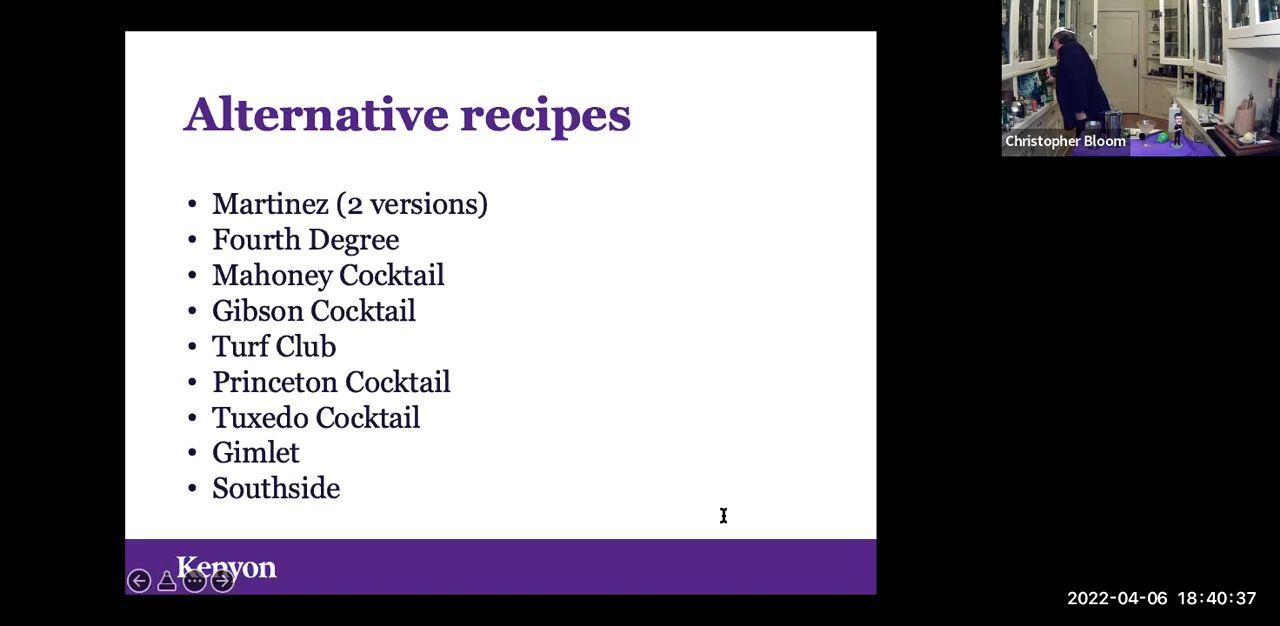 Alternative recipes
• Martinez (2 versions)
• Fourth Degree
• Mahoney Cocktail
• Gibson Cocktail
• Turf Club
• Princeton Cocktail
• Tuxedo Cocktail
• Gimlet
• Southside
Kenyon
Christopher Bloom
2022-04-06 18:40:37